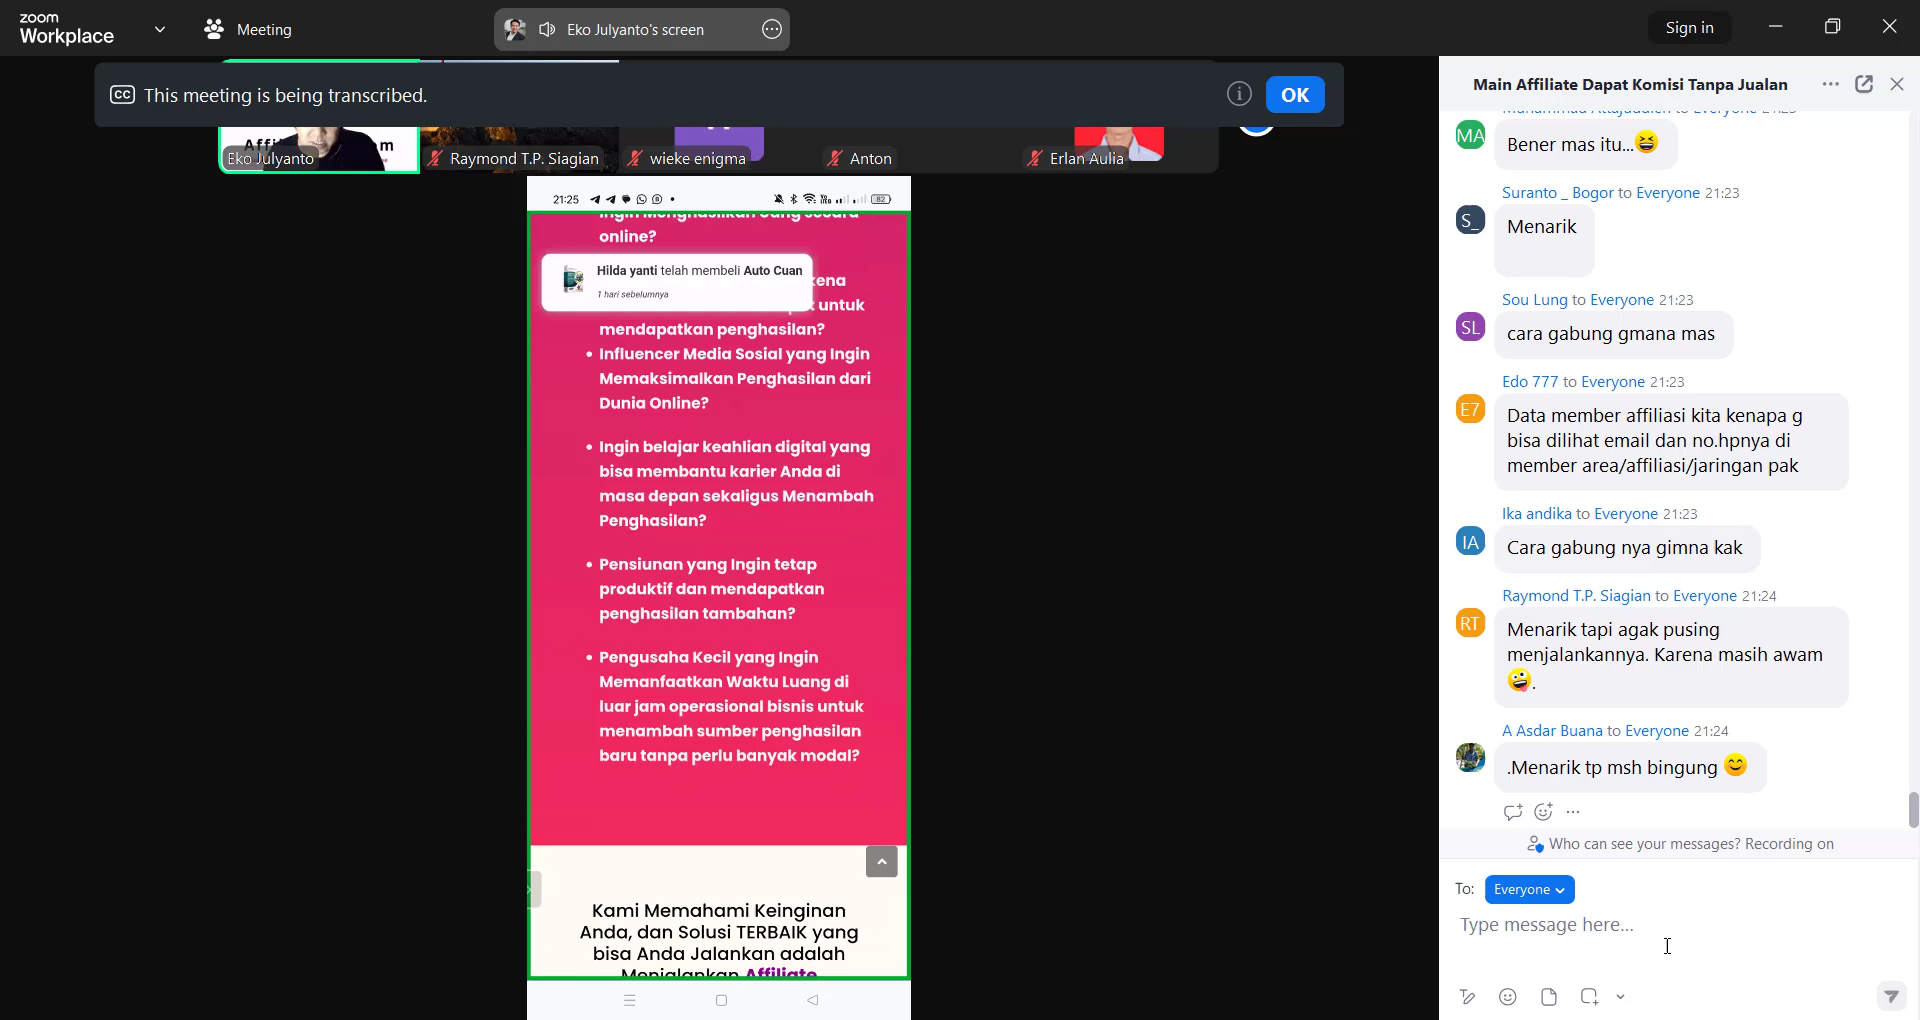 zoom
Workplace
Meeting
Eko Julyanto's screen
Sign in
CC This meeting is being transcribed.
OK
Eko Julyanto
Raymond T.P. Siagian
wieke enigma
Anton
Erlan Aulia
21:25
82
online?
Hilda yanti telah membeli Auto Cuan
1 hari sebelumnya
kena
untuk
mendapatkan penghasilan?
• Influencer Media Sosial yang Ingin
Memaksimalkan Penghasilan dari
Dunia Online?
• Ingin belajar keahlian digital yang
bisa membantu karier Anda di
masa depan sekaligus Menambah
Penghasilan?
• Pensiunan yang Ingin tetap
produktif dan mendapatkan
penghasilan tambahan?
• Pengusaha Kecil yang Ingin
Memanfaatkan Waktu Luang di
luar jam operasional bisnis untuk
menambah sumber penghasilan
baru tanpa perlu banyak modal?
Kami Memahami Keinginan
Anda, dan Solusi TERBAIK yang
bisa Anda Jalankan adalah
Menjalankan Affiliate
Main Affiliate Dapat Komisi Tanpa Jualan
MA
Bener mas itu...😆
Suranto _ Bogor to Everyone 21:23
S_
Menarik
Sou Lung to Everyone 21:23
SL
cara gabung gmana mas
Edo 777 to Everyone 21:23
E7
Data member affiliasi kita kenapa g
bisa dilihat email dan no.hpnya di
member area/affiliasi/jaringan pak
Ika andika to Everyone 21:23
IA
Cara gabung nya gimna kak
Raymond T.P. Siagian to Everyone 21:24
RT
Menarik tapi agak pusing
menjalankannya. Karena masih awam
🤪.
A Asdar Buana to Everyone 21:24
.Menarik tp msh bingung 😊
Who can see your messages? Recording on
To: Everyone
Type message here...